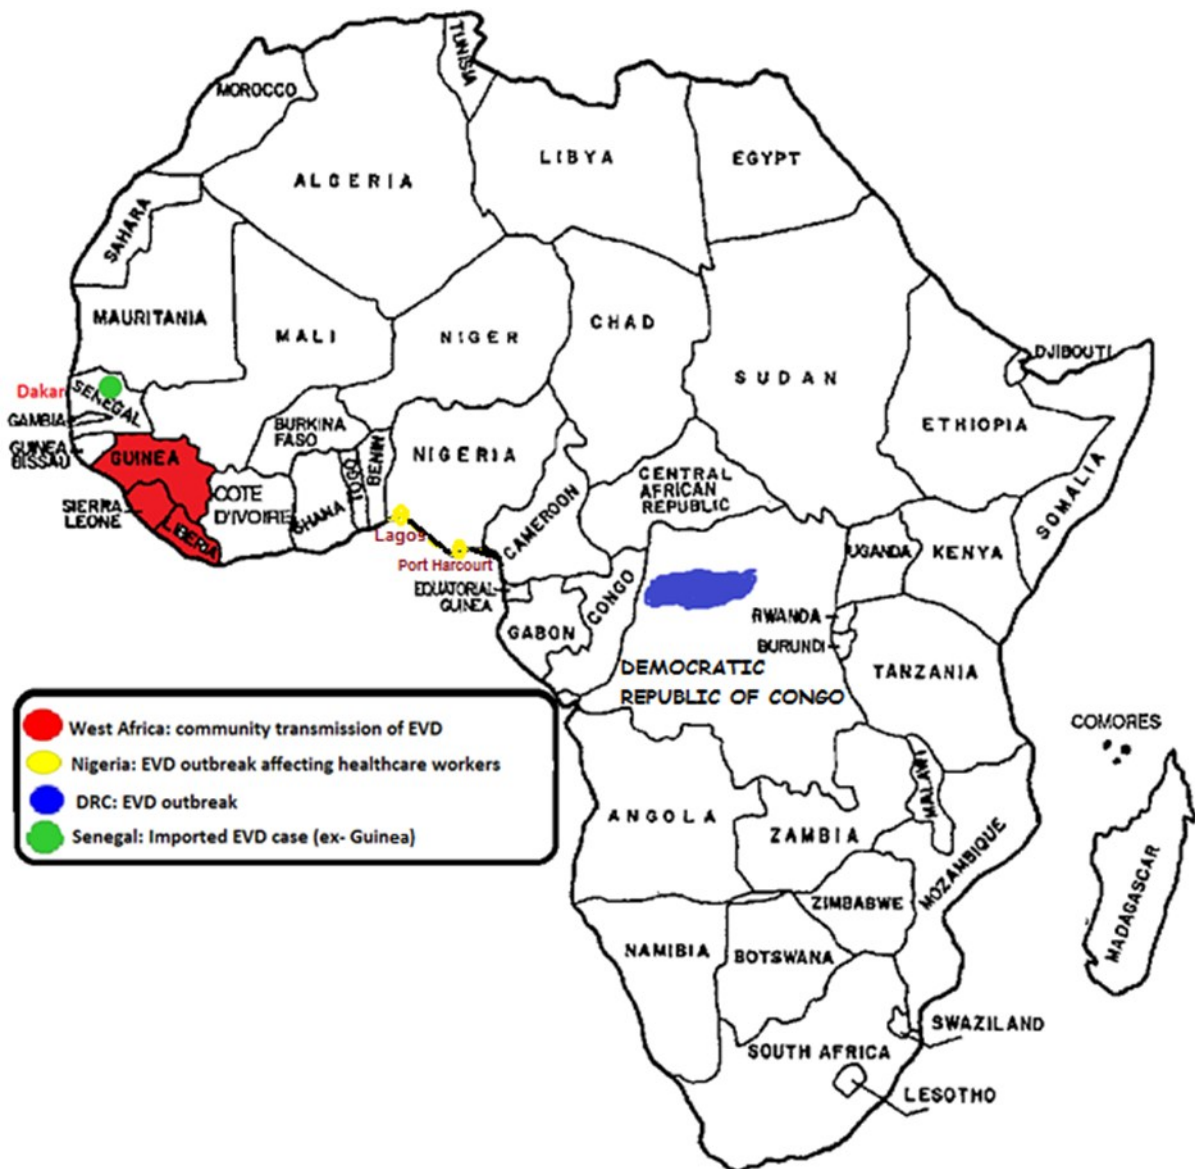 TUNISIA
MOROCCO
ALGERIA
LIBYA
EGYPT
SAHARA
MAURITANIA
MALI
NIGER
CHAD
SUDAN
DJIBOUTI
Dakar
SENEGAL
GAMBIA
GUINEA
BISSAU
GUINEA
BURKINA
FASO
BENIN
TOGO
NIGERIA
ETHIOPIA
SOMALIA
CENTRAL
AFRICAN
REPUBLIC
SIERRA
LEONE
LIBERIA
COTE
D'IVOIRE
GHANA
Lagos
Port Harcourt
CAMEROON
EQUATORIAL
GUINEA
GABON
CONGO
UGANDA
KENYA
RWANDA
BURUNDI
DEMOCRATIC
REPUBLIC OF CONGO
TANZANIA
COMORES
West Africa: community transmission of EVD
Nigeria: EVD outbreak affecting healthcare workers
DRC: EVD outbreak
Senegal: Imported EVD case (ex- Guinea)
ANGOLA
ZAMBIA
MALAWI
MOZAMBIQUE
MADAGASCAR
ZIMBABWE
NAMIBIA
BOTSWANA
SWAZILAND
SOUTH AFRICA
LESOTHO